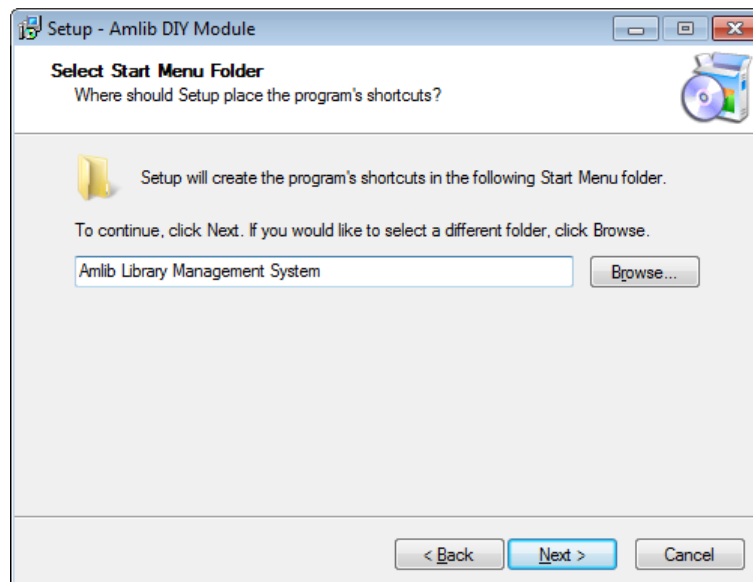 Setup - Amlib DIY Module
Select Start Menu Folder
Where should Setup place the program's shortcuts?
Setup will create the program's shortcuts in the following Start Menu folder.
To continue, click Next. If you would like to select a different folder, click Browse.
Amlib Library Management System
Browse...
< Back
Next >
Cancel